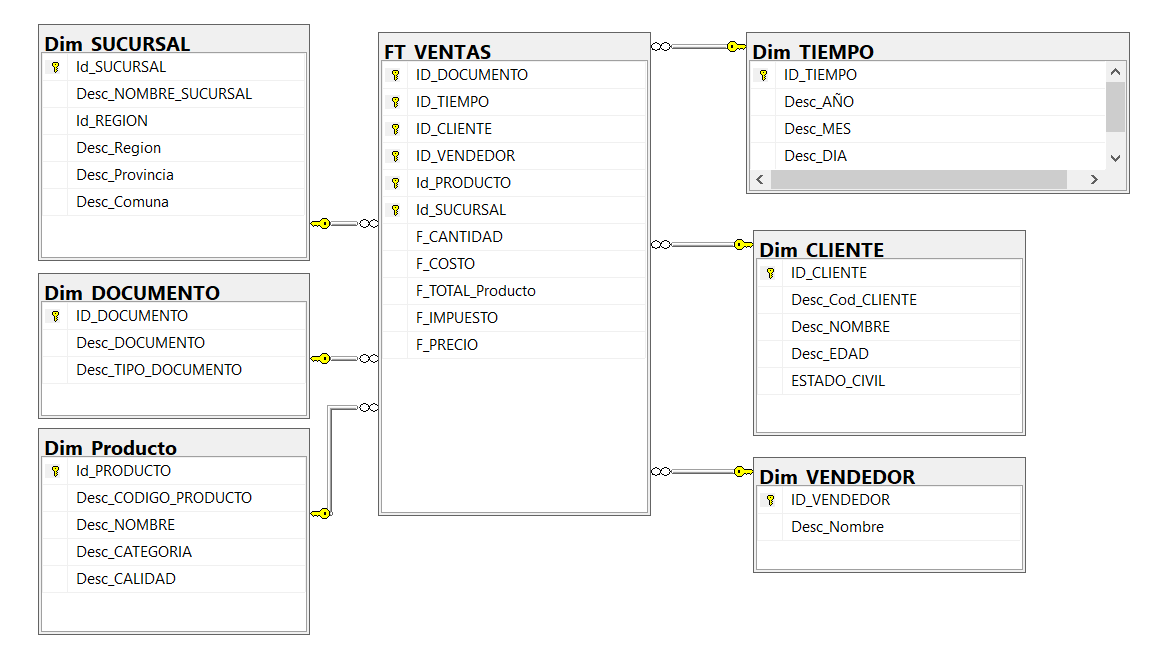 Dim_SUCURSAL
Id_SUCURSAL
Desc_NOMBRE_SUCURSAL
Id_REGION
Desc_Region
Desc_Provincia
Desc_Comuna
Dim_DOCUMENTO
ID_DOCUMENTO
Desc_DOCUMENTO
Desc_TIPO_DOCUMENTO
Dim_Producto
Id_PRODUCTO
Desc_CODIGO_PRODUCTO
Desc_NOMBRE
Desc_CATEGORIA
Desc_CALIDAD
FT_VENTAS
ID_DOCUMENTO
ID_TIEMPO
ID_CLIENTE
ID_VENDEDOR
Id_PRODUCTO
Id_SUCURSAL
F_CANTIDAD
F_COSTO
F_TOTAL_Producto
F_IMPUESTO
F_PRECIO
Dim_TIEMPO
ID_TIEMPO
Desc_AÑO
Desc_MES
Desc_DIA
Dim_CLIENTE
ID_CLIENTE
Desc_Cod_CLIENTE
Desc_NOMBRE
Desc_EDAD
ESTADO_CIVIL
Dim_VENDEDOR
ID_VENDEDOR
Desc_Nombre